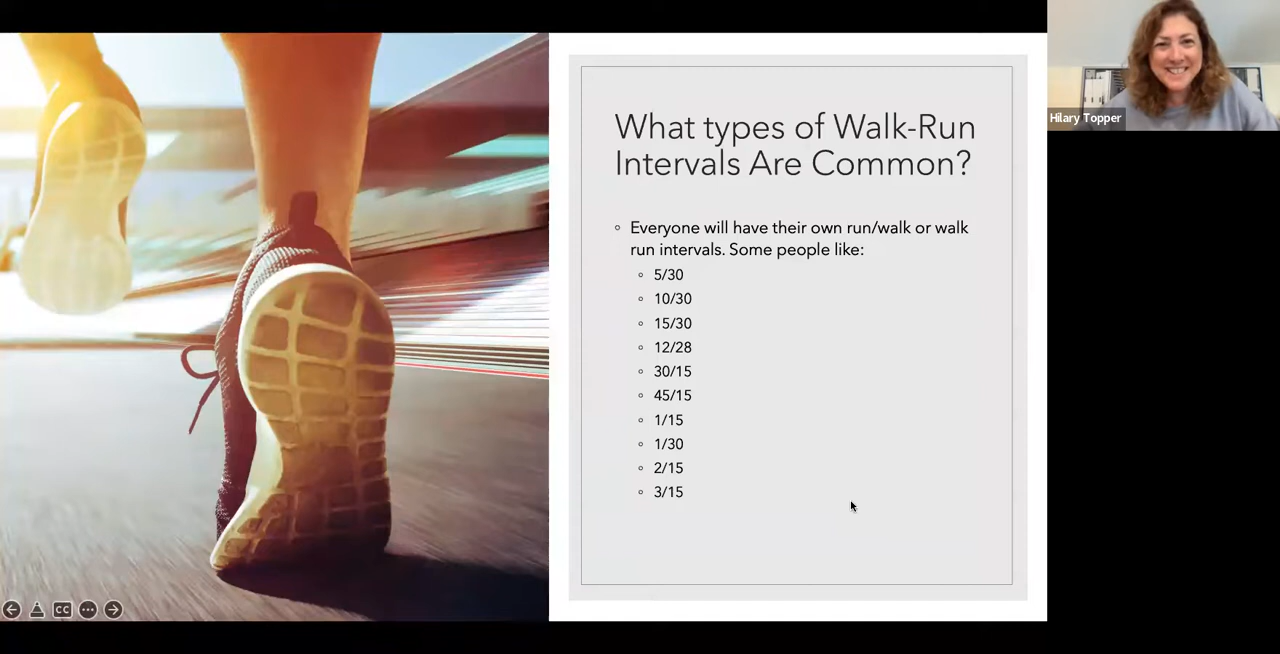 What types of Walk-Run
Intervals Are Common?
Everyone will have their own run/walk or walk
run intervals. Some people like:
5/30
10/30
15/30
12/28
30/15
45/15
1/15
1/30
2/15
3/15
Hilary Topper
CC